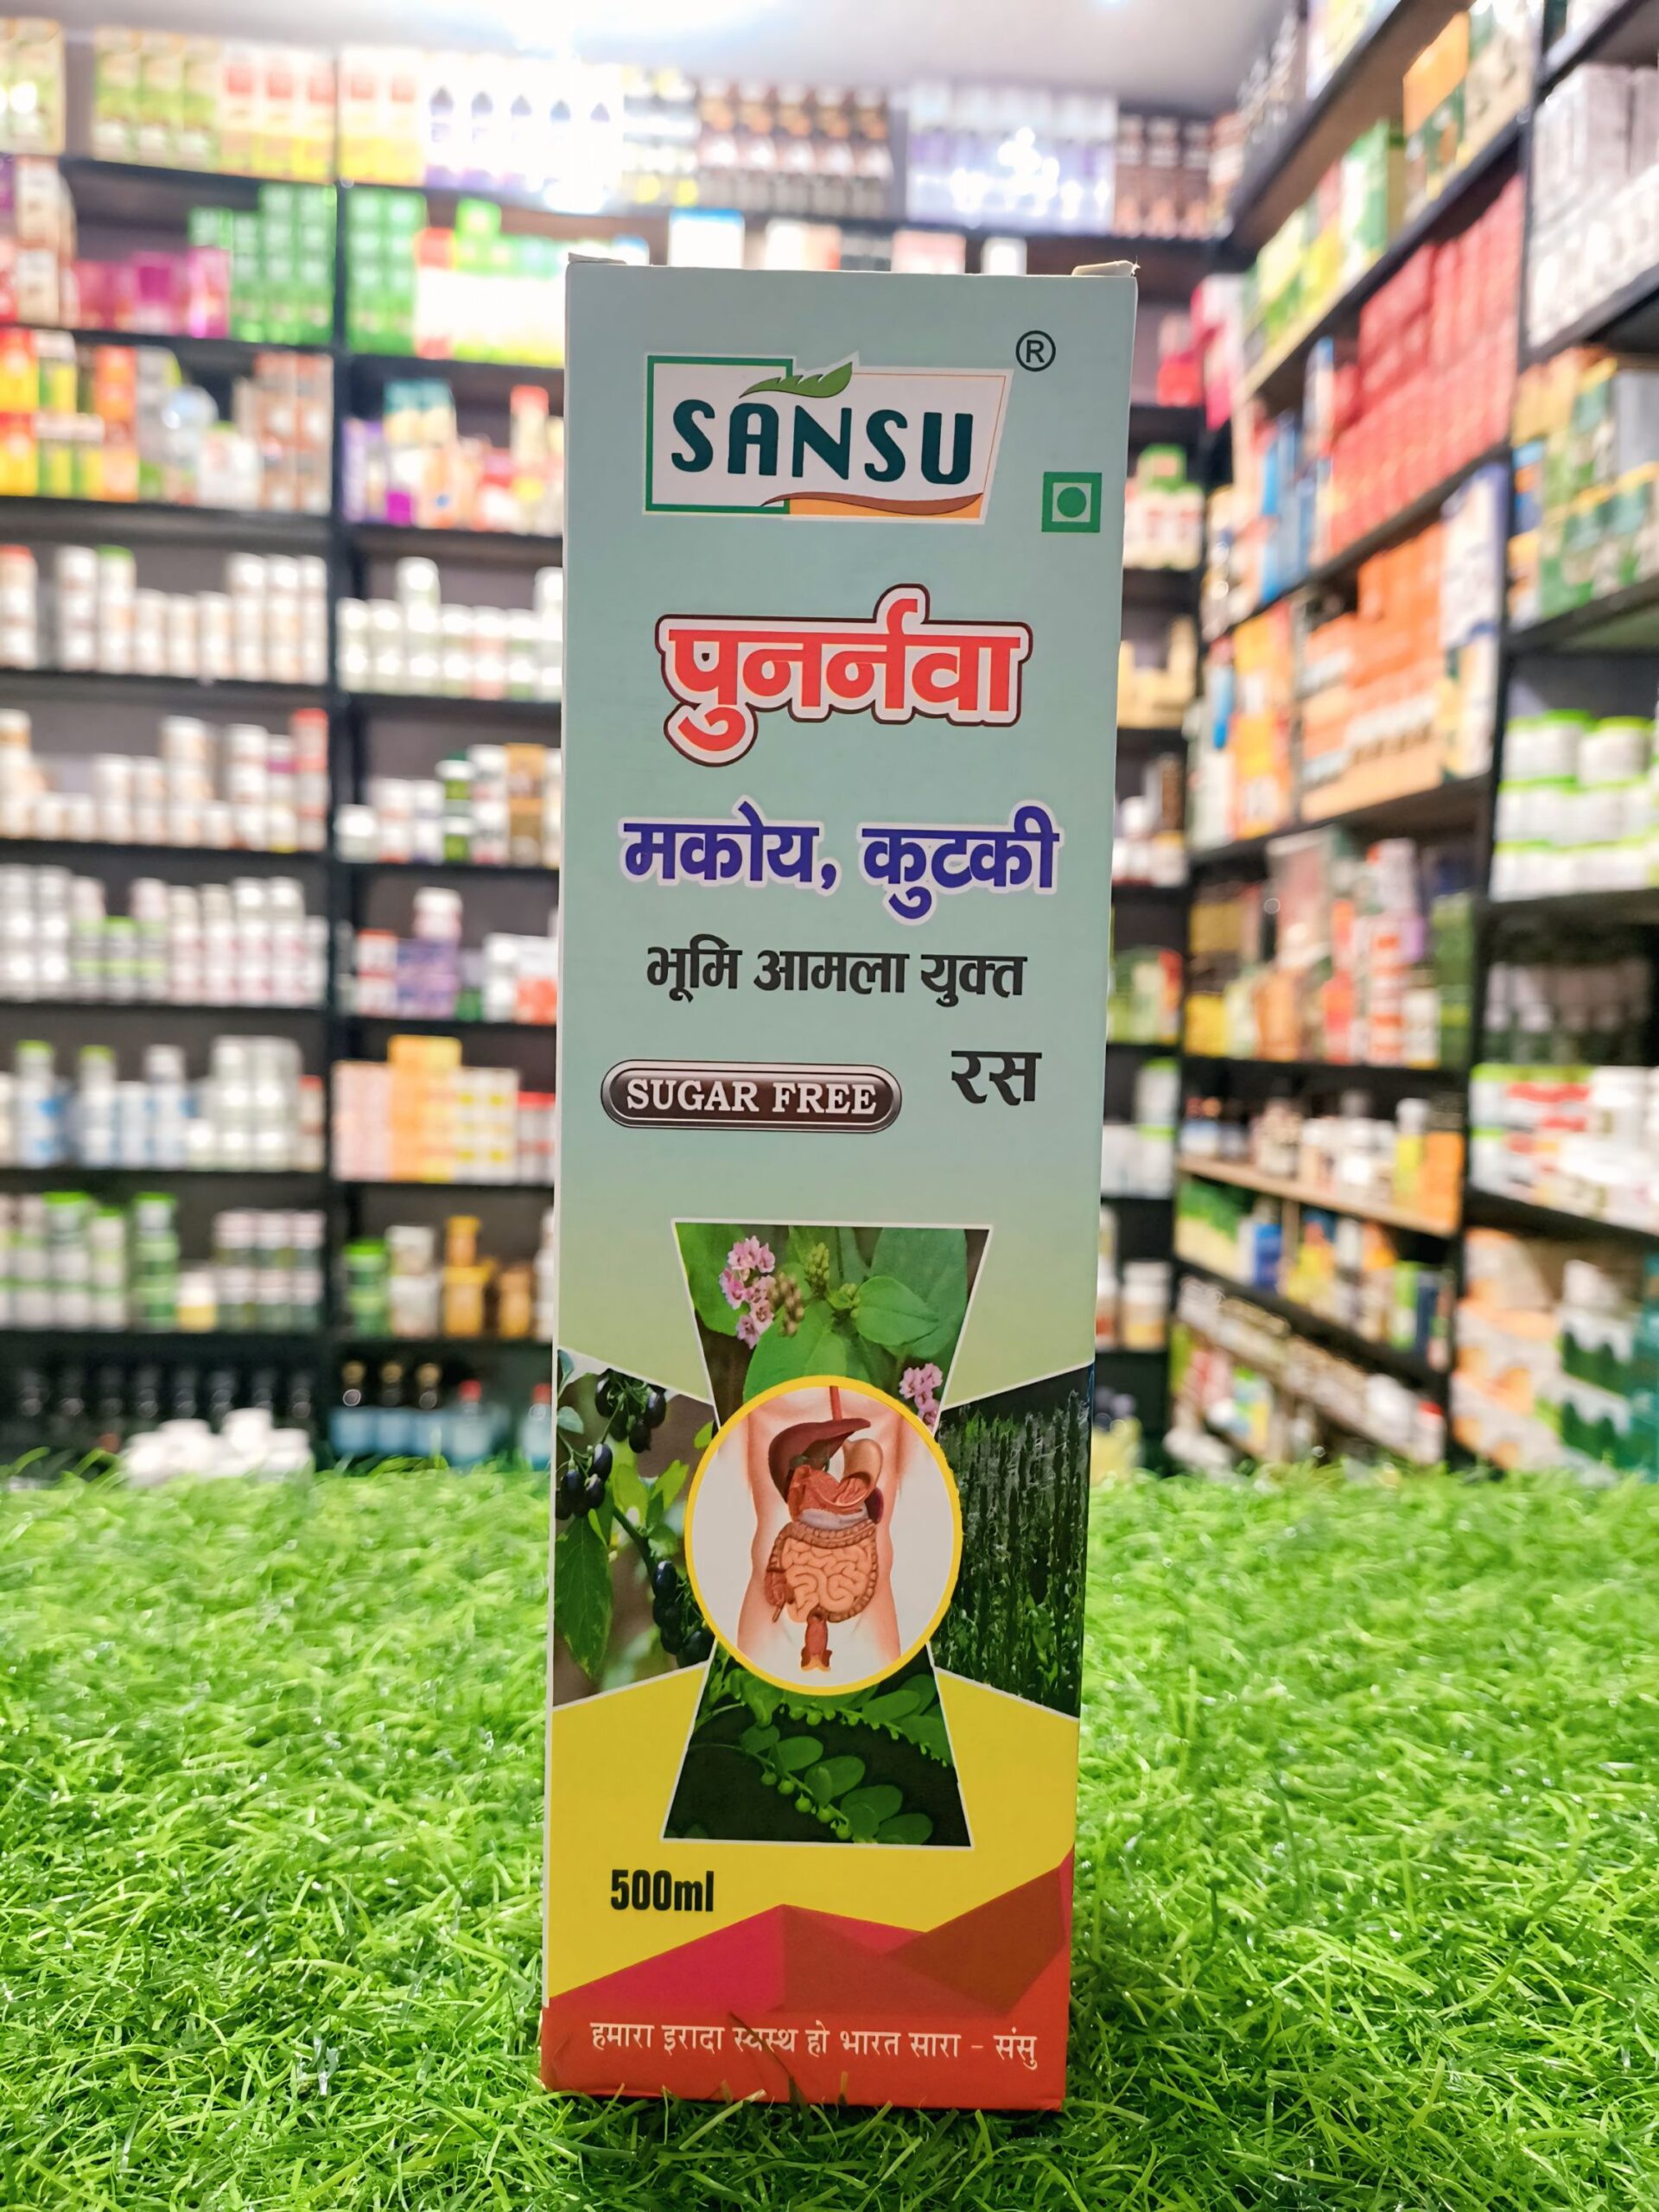 SANSU ®
पुनर्नवा
मकोय, कुटकी
भूमि आमला युक्त
रस
SUGAR FREE
500ml
हमारा इरादा स्वस्थ हो भारत सारा - संसु